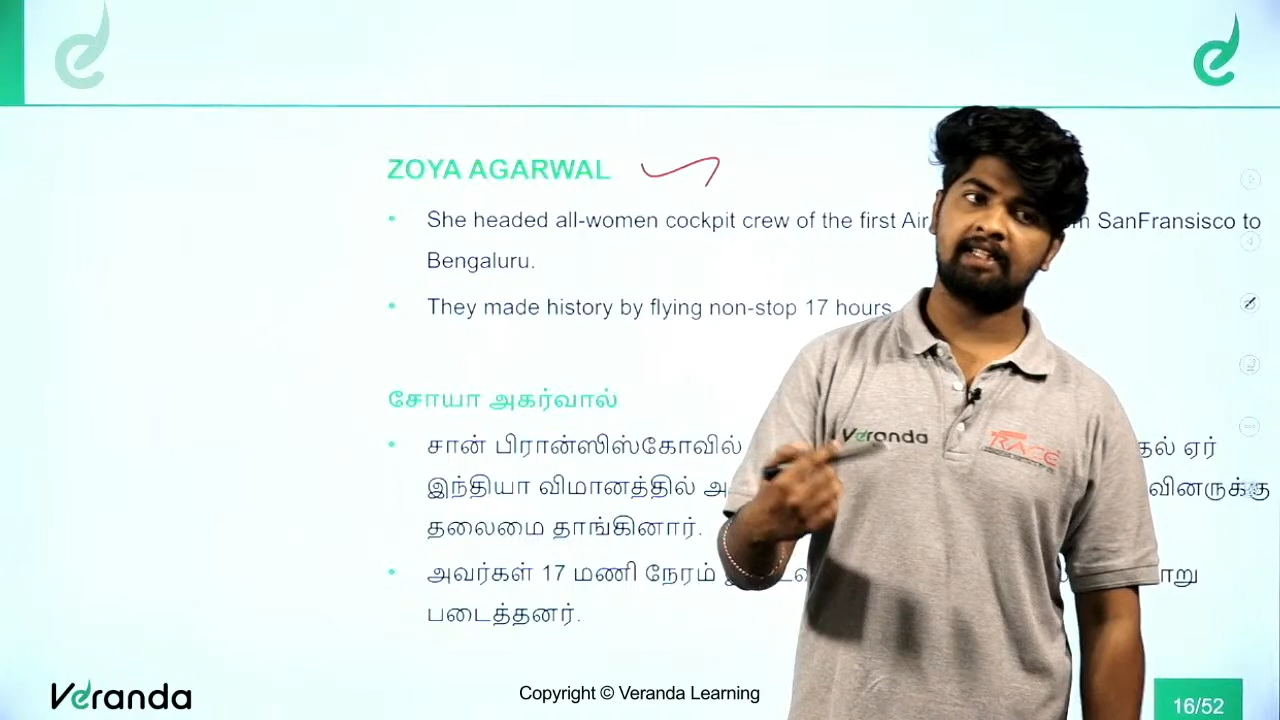 ZOYA AGARWAL
• She headed all-women cockpit crew of the first Air SanFransisco to
Bengaluru.
• They made history by flying non-stop 17 hours
சோயா அகர்வால்
• சான் பிரான்ஸிஸ்கோவில் ஏர்
இந்தியா விமானத்தில்
தலைமை தாங்கினார்.
• அவர்கள் 17 மணி நேரம்
படைத்தனர்.
Veranda
RACE
Veranda
Copyright © Veranda Learning
16/52